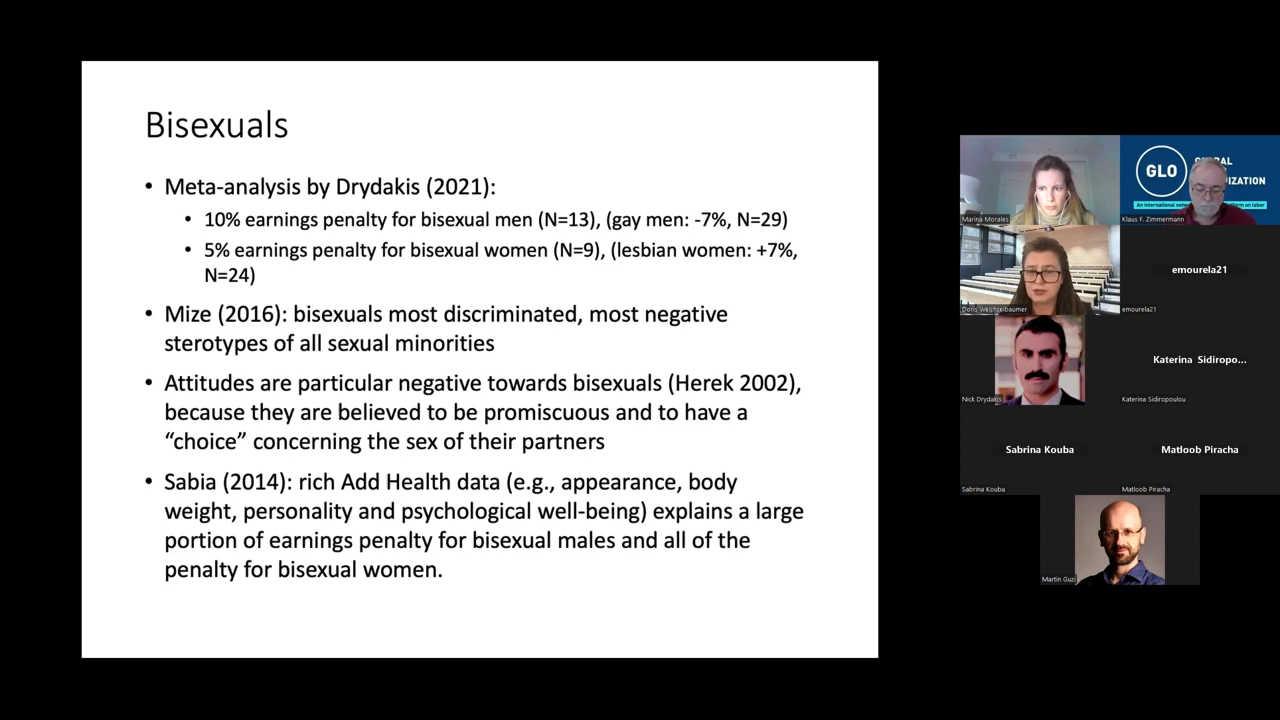 Bisexuals
• Meta-analysis by Drydakis (2021):
• 10% earnings penalty for bisexual men (N=13), (gay men: -7%, N=29)
• 5% earnings penalty for bisexual women (N=9), (lesbian women: +7%,
N=24)
• Mize (2016): bisexuals most discriminated, most negative
sterotypes of all sexual minorities
• Attitudes are particular negative towards bisexuals (Herek 2002),
because they are believed to be promiscuous and to have a
“choice” concerning the sex of their partners
• Sabia (2014): rich Add Health data (e.g., appearance, body
weight, personality and psychological well-being) explains a large
portion of earnings penalty for bisexual males and all of the
penalty for bisexual women.
Marina Morales
GLO
An international
Klaus F. Zimmermann
Doris Weichselbaumer
emourela21
emourela21
Nick Drydakis
Katerina Sidiropo...
Katerina Sidiropoulou
Sabrina Kouba
Sabrina Kouba
Matloob Piracha
Matloob Piracha
Martin Guzi